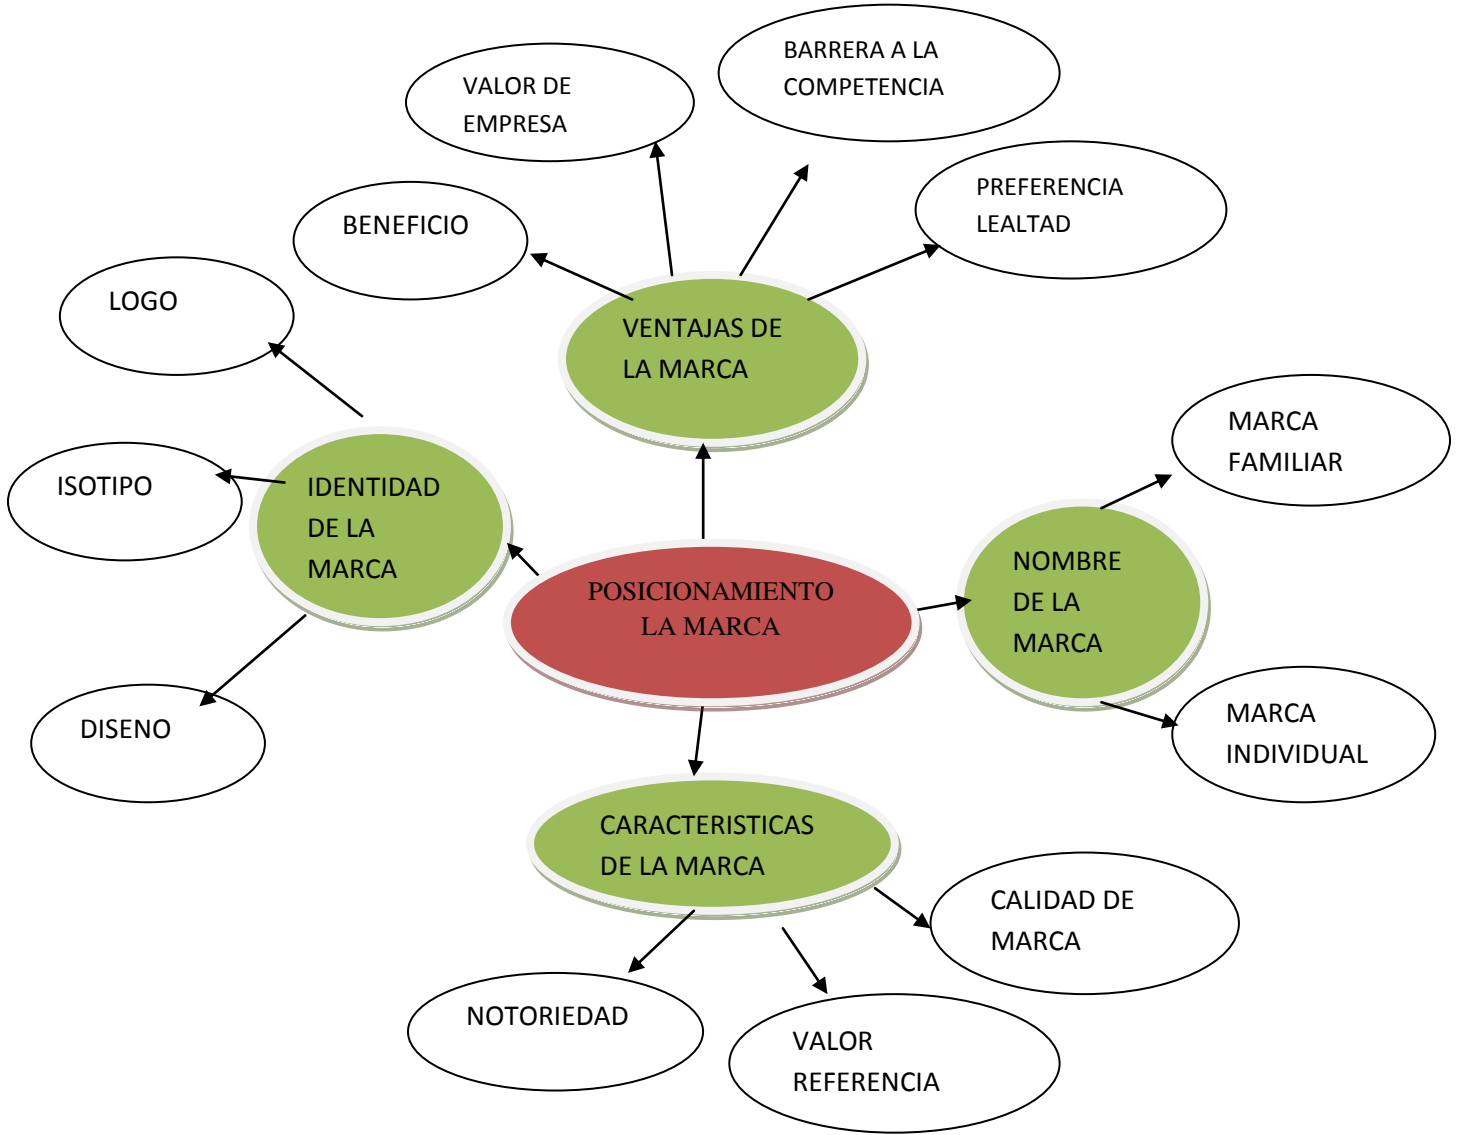 BARRERA A LA
COMPETENCIA
VALOR DE
EMPRESA
PREFERENCIA
LEALTAD
BENEFICIO
LOGO
VENTAJAS DE
LA MARCA
MARCA
FAMILIAR
ISOTIPO
IDENTIDAD
DE LA
MARCA
NOMBRE
DE LA
MARCA
POSICIONAMIENTO
LA MARCA
DISENO
MARCA
INDIVIDUAL
CARACTERISTICAS
DE LA MARCA
CALIDAD DE
MARCA
NOTORIEDAD
VALOR
REFERENCIA